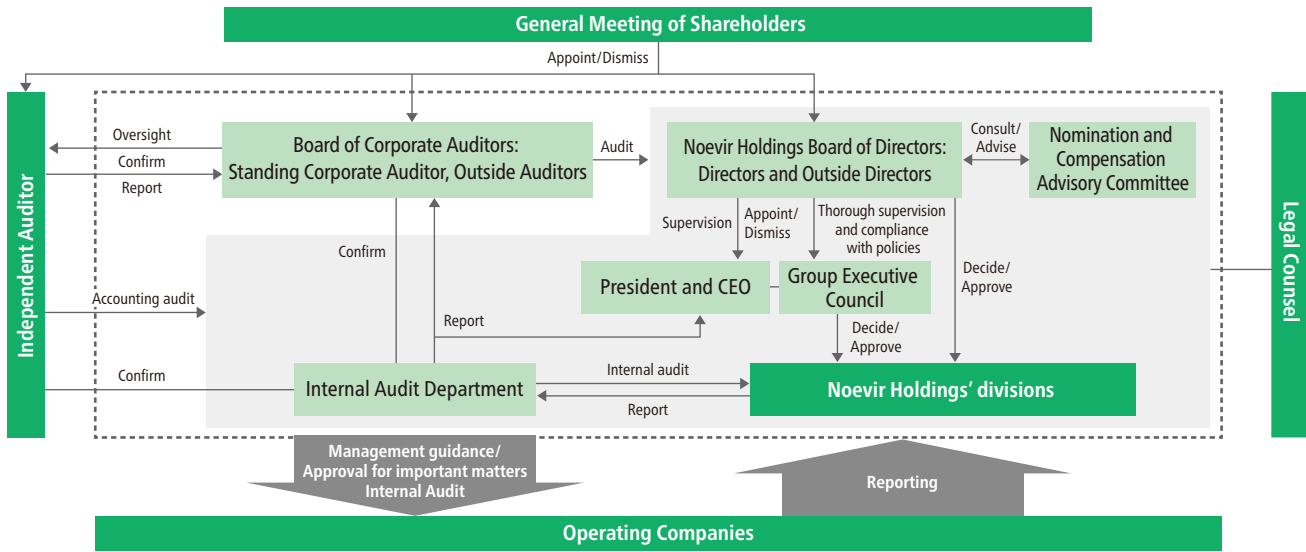 General Meeting of Shareholders
Appoint/Dismiss
Independent Auditor
Oversight
Confirm
Report
Board of Corporate Auditors:
Standing Corporate Auditor, Outside Auditors
Audit
Noevir Holdings Board of Directors:
Directors and Outside Directors
Consult/
Advise
Nomination and
Compensation
Advisory Committee
Legal Counsel
Confirm
Supervision
Appoint/
Dismiss
Thorough supervision
and compliance
with policies
Decide/
Approve
President and CEO
Group Executive
Council
Accounting audit
Report
Decide/
Approve
Confirm
Internal Audit Department
Internal audit
Report
Noevir Holdings’ divisions
Management guidance/
Approval for important matters
Internal Audit
Reporting
Operating Companies